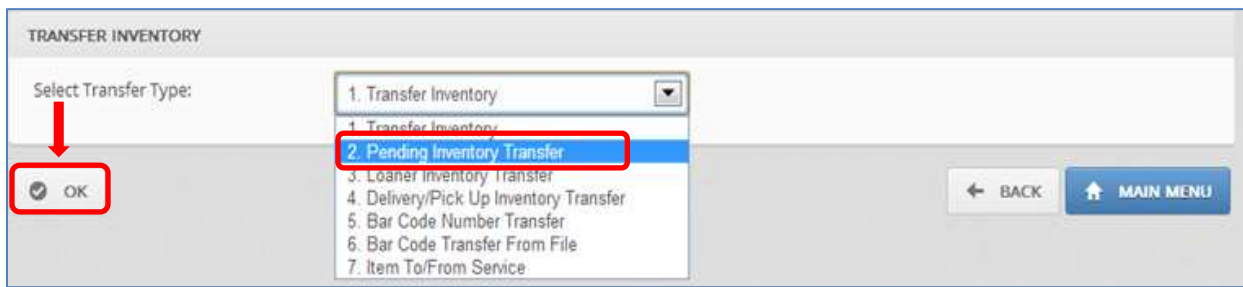 TRANSFER INVENTORY
Select Transfer Type:
1. Transfer Inventory
1. Transfer Inventory
2. Pending Inventory Transfer
3. Loaner Inventory Transfer
4. Delivery/Pick Up Inventory Transfer
5. Bar Code Number Transfer
6. Bar Code Transfer From File
7. Item To/From Service
OK
BACK
MAIN MENU